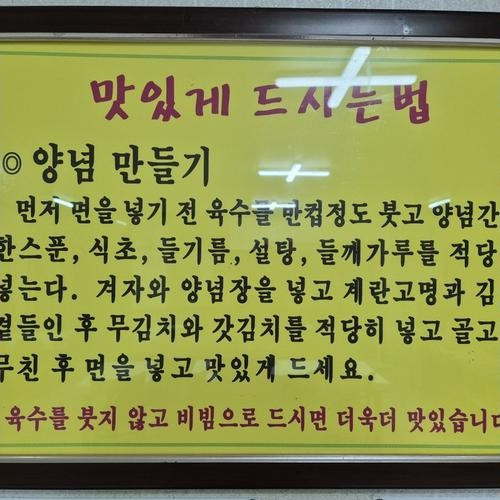 맛있게 드시는법
◎ 양념 만들기
먼저 면을 넣기 전 육수를 반컵정도 붓고 양념간
한스푼, 식초, 들기름, 설탕, 들깨가루를 적당
넣는다. 겨자와 양념장을 넣고 계란고명과 김
곁들인 후 무김치와 갓김치를 적당히 넣고 골고
무친 후 면을 넣고 맛있게 드세요.
육수를 붓지 않고 비빔으로 드시면 더욱더 맛있습니다